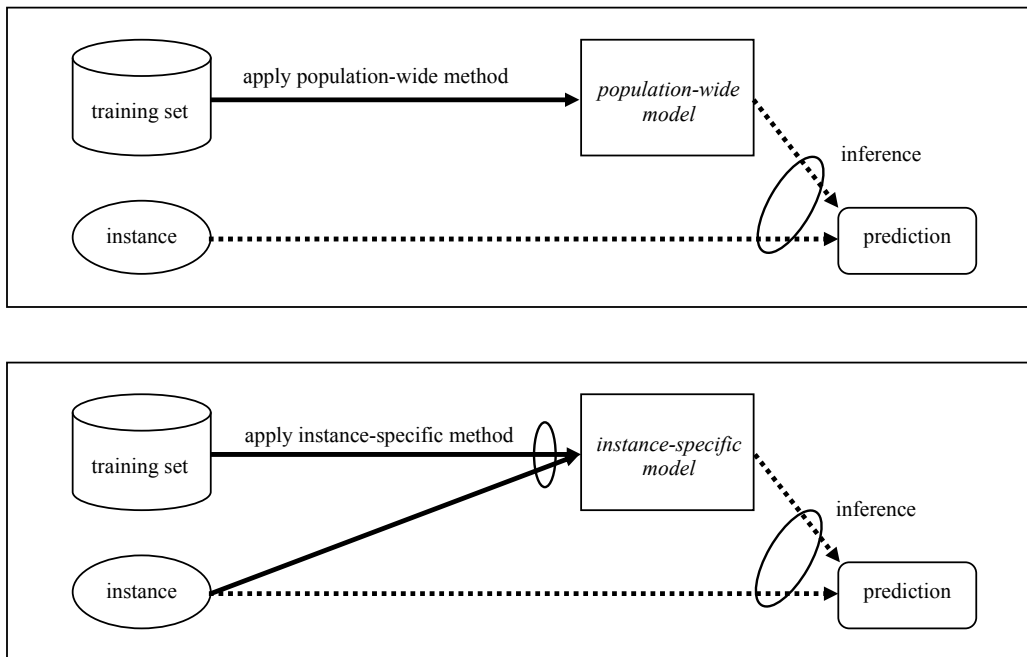 apply population-wide method
training set
population-wide
model
inference
instance
prediction
apply instance-specific method
training set
instance-specific
model
inference
instance
prediction